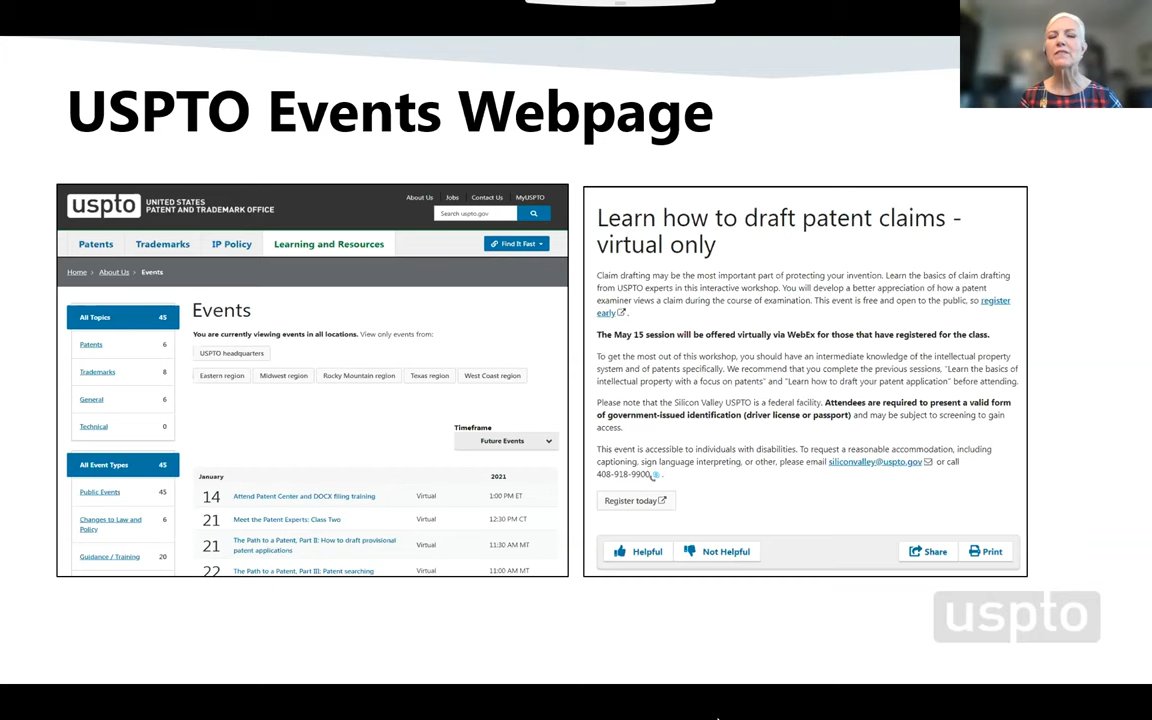 USPTO Events Webpage
uspto UNITED STATES
PATENT AND TRADEMARK OFFICE
About Us Jobs Contact Us MyUSPTO
Search uspto.gov
Patents Trademarks IP Policy Learning and Resources Find It Fast
Home > About Us > Events
All Topics 45
Patents 6
Trademarks 8
General 6
Technical 0
All Event Types 45
Public Events 45
Changes to Law and
Policy 6
Guidance / Training 20
Events
You are currently viewing events in all locations. View only events from:
USPTO headquarters
Eastern region Midwest region Rocky Mountain region Texas region West Coast region
Timeframe
Future Events
January 2021
14 Attend Patent Center and DOCX filing training Virtual 1:00 PM ET
21 Meet the Patent Experts: Class Two Virtual 12:30 PM CT
21 The Path to a Patent, Part II: How to draft provisional
patent applications Virtual 11:30 AM MT
22 The Path to a Patent, Part III: Patent searching Virtual 11:00 AM MT
Learn how to draft patent claims -
virtual only
Claim drafting may be the most important part of protecting your invention. Learn the basics of claim drafting
from USPTO experts in this interactive workshop. You will develop a better appreciation of how a patent
examiner views a claim during the course of examination. This event is free and open to the public, so register
early.
The May 15 session will be offered virtually via WebEx for those that have registered for the class.
To get the most out of this workshop, you should have an intermediate knowledge of the intellectual property
system and of patents specifically. We recommend that you complete the previous sessions, "Learn the basics of
intellectual property with a focus on patents" and "Learn how to draft your patent application" before attending.
Please note that the Silicon Valley USPTO is a federal facility. Attendees are required to present a valid form
of government-issued identification (driver license or passport) and may be subject to screening to gain
access.
This event is accessible to individuals with disabilities. To request a reasonable accommodation, including
captioning, sign language interpreting, or other, please email siliconvalley@uspto.gov or call
408-918-9900.
Register today
Helpful Not Helpful Share Print
uspto